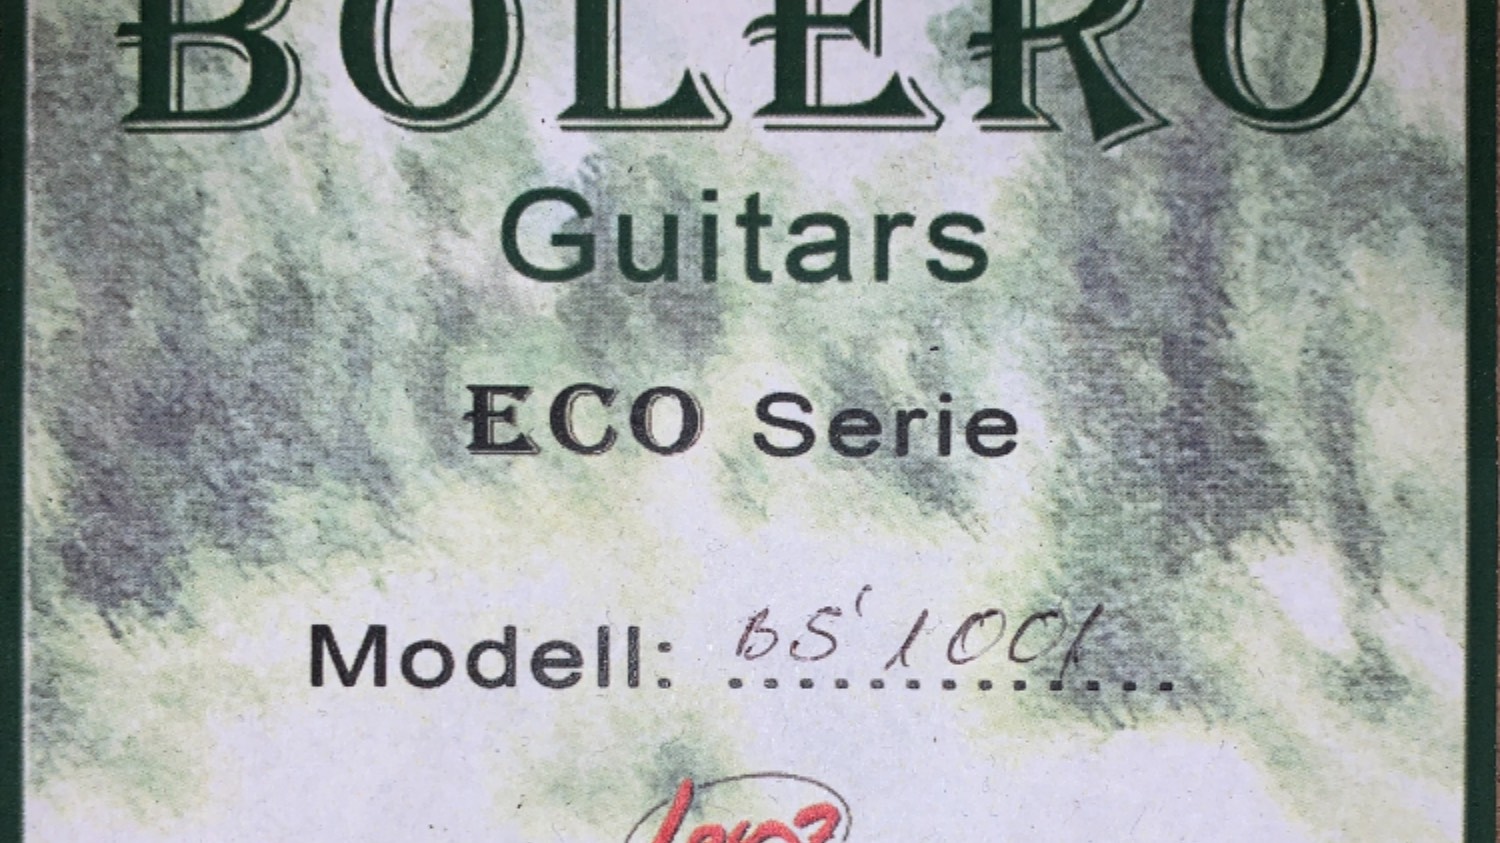 BOLERO
Guitars
ECO Serie
Modell: BS' 1001